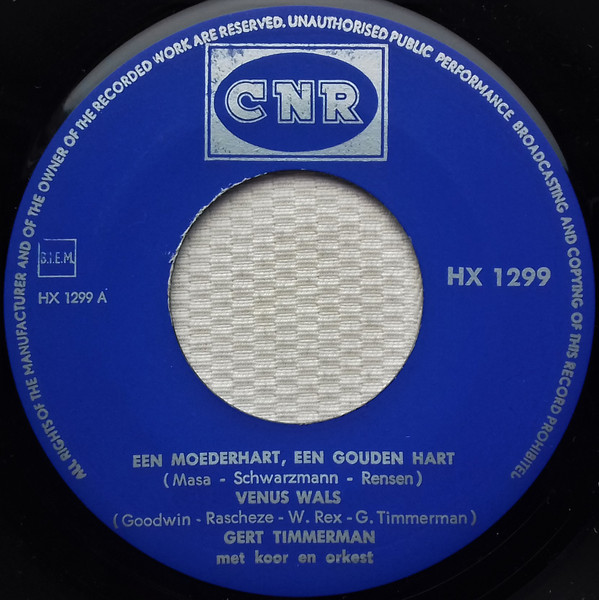 ALL RIGHTS OF THE MANUFACTURER AND OF THE OWNER OF THE RECORDED WORK ARE RESERVED. UNAUTHORISED PUBLIC PERFORMANCE BROADCASTING AND COPYING OF THIS RECORD PROHIBITEL
CNR
B.I.E.M.
HX 1299 A
HX 1299
EEN MOEDERHART, EEN GOUDEN HART
(Masa - Schwarzmann - Rensen)
VENUS WALS
(Goodwin - Rascheze - W. Rex - G. Timmerman)
GERT TIMMERMAN
met koor en orkest